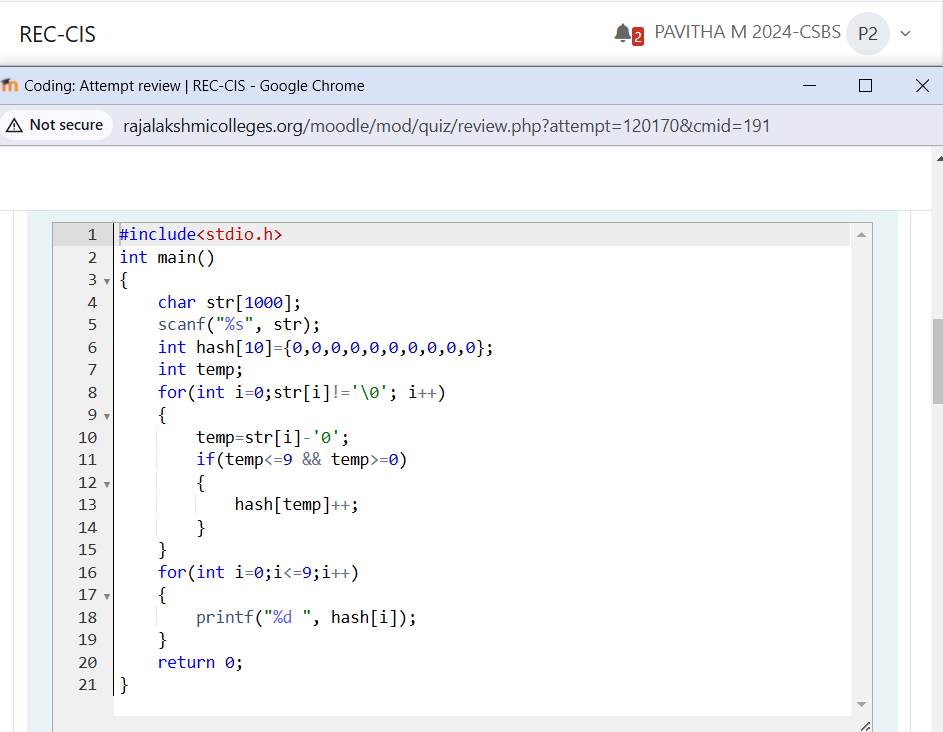 REC-CIS
2 PAVITHA M 2024-CSBS P2
Coding: Attempt review | REC-CIS - Google Chrome
Not secure rajalakshmicolleges.org/moodle/mod/quiz/review.php?attempt=120170&cmid=191
1 #include<stdio.h>
2 int main()
3 {
4 char str[1000];
5 scanf("%s", str);
6 int hash[10]={0,0,0,0,0,0,0,0,0,0};
7 int temp;
8 for(int i=0;str[i]!='\0'; i++)
9 {
10 temp=str[i]-'0';
11 if(temp<=9 && temp>=0)
12 {
13 hash[temp]++;
14 }
15 }
16 for(int i=0;i<=9;i++)
17 {
18 printf("%d ", hash[i]);
19 }
20 return 0;
21 }